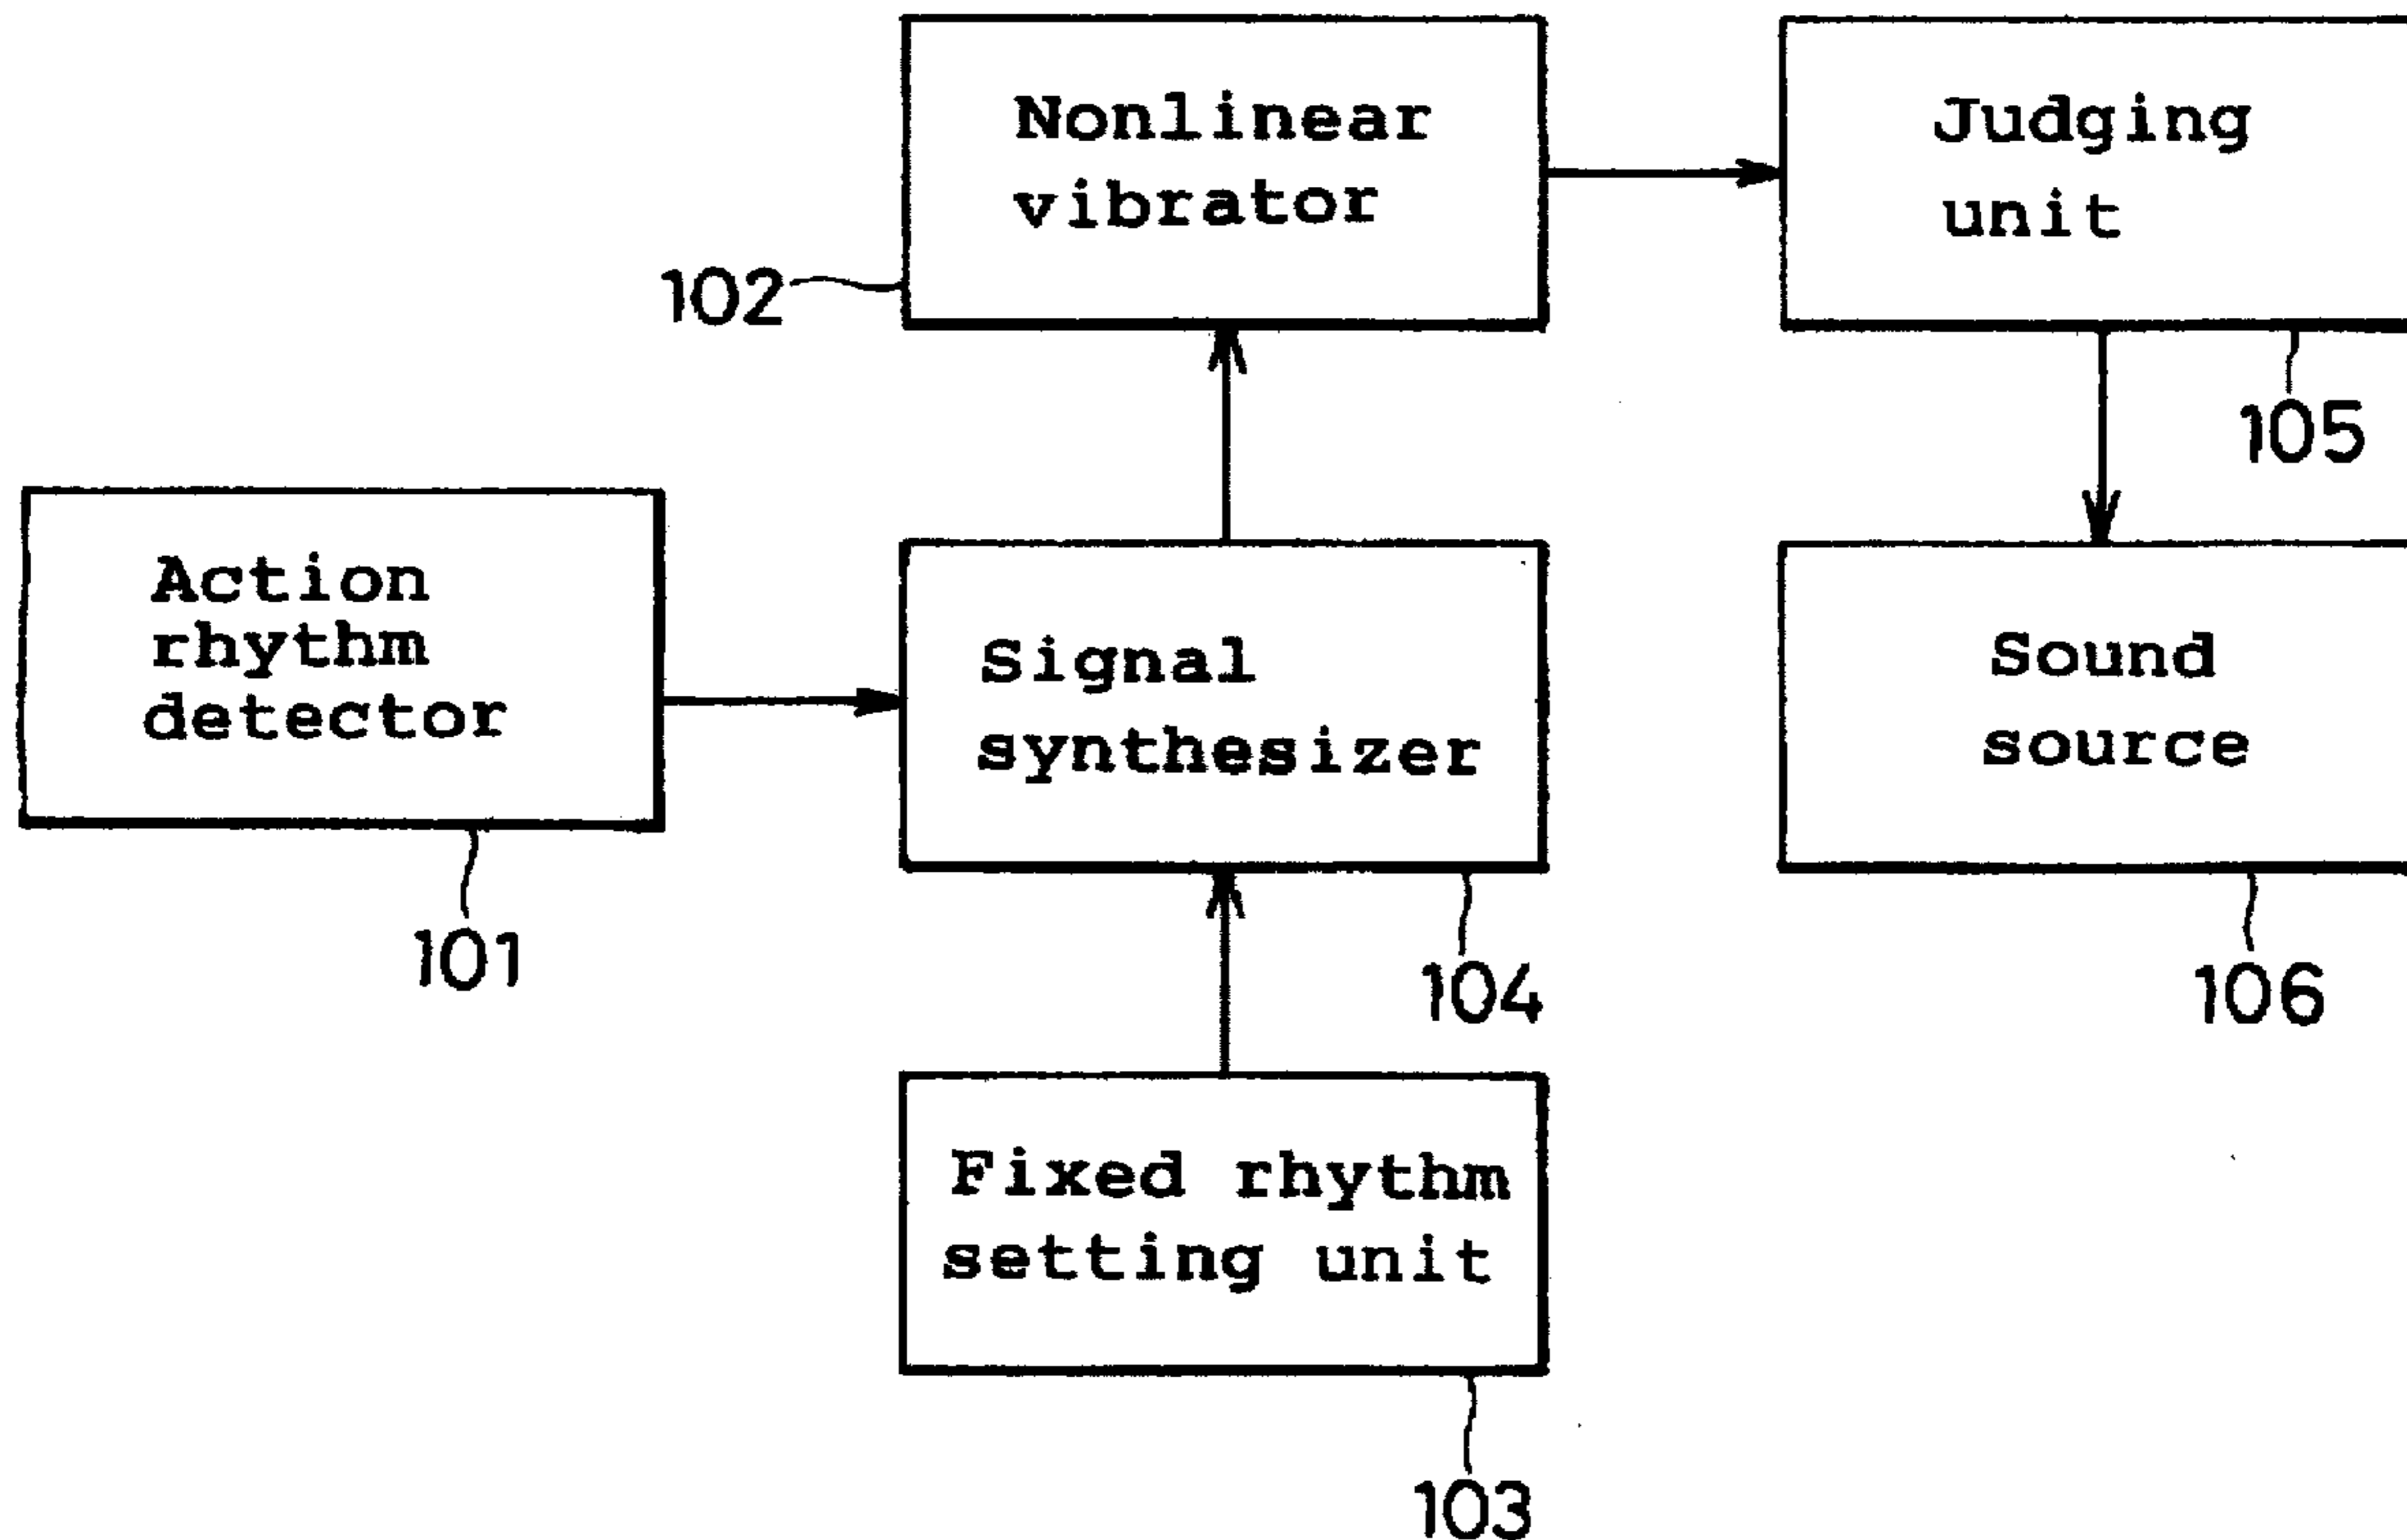 Nonlinear
vibrator
102
Judging
unit
105
Action
rhythm
detector
101
Signal
synthesizer
104
Sound
source
106
Fixed rhythm
setting unit
103